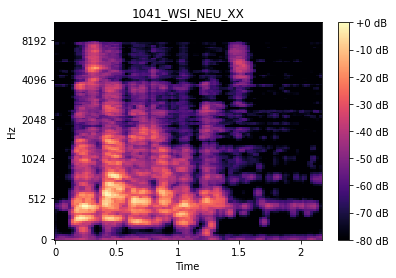 1041_WSI_NEU_XX
+0 dB
8192
-10 dB
4096
-20 dB
-30 dB
2048
Hz
-40 dB
1024
-50 dB
512
-60 dB
-70 dB
0
-80 dB
0 0.5 1 1.5 2
Time